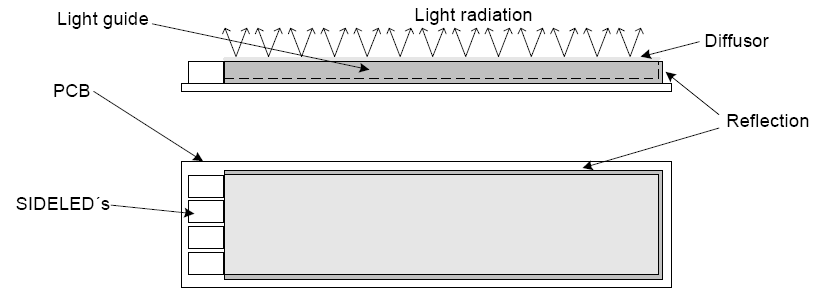 Light guide
Light radiation
Diffusor
PCB
Reflection
SIDELED´s